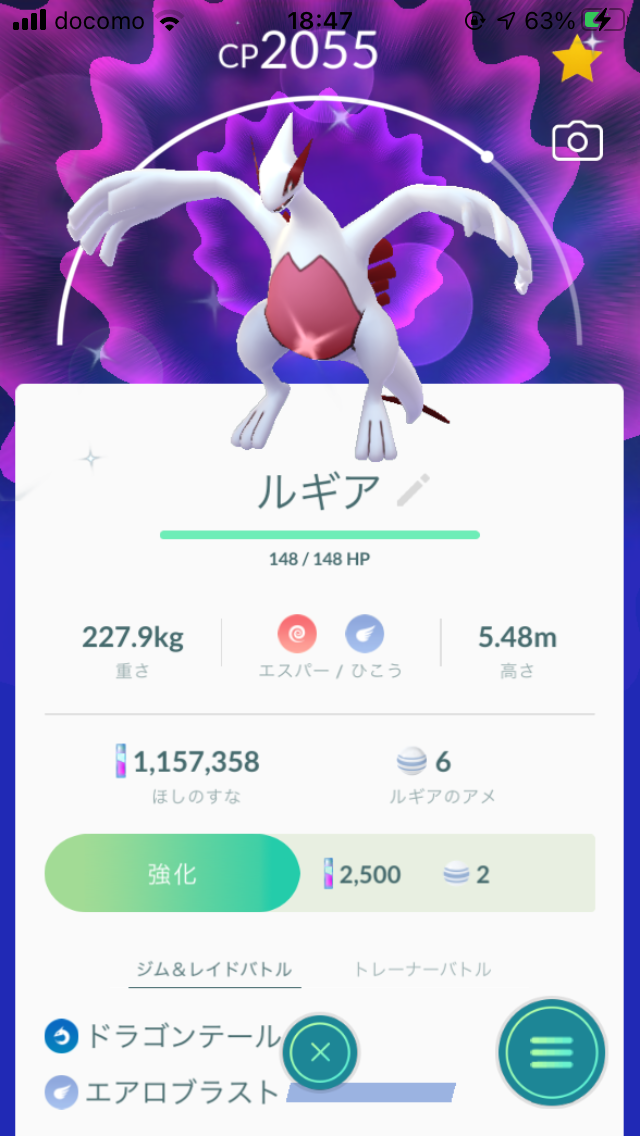 docomo 18:47 63%
CP2055
ルギア
148 / 148 HP
227.9kg 5.48m
重さ エスパー / ひこう 高さ
1,157,358 6
ほしのすな ルギアのアメ
強化 2,500 2
ジム＆レイドバトル トレーナーバトル
ドラゴンテール
エアロブラスト